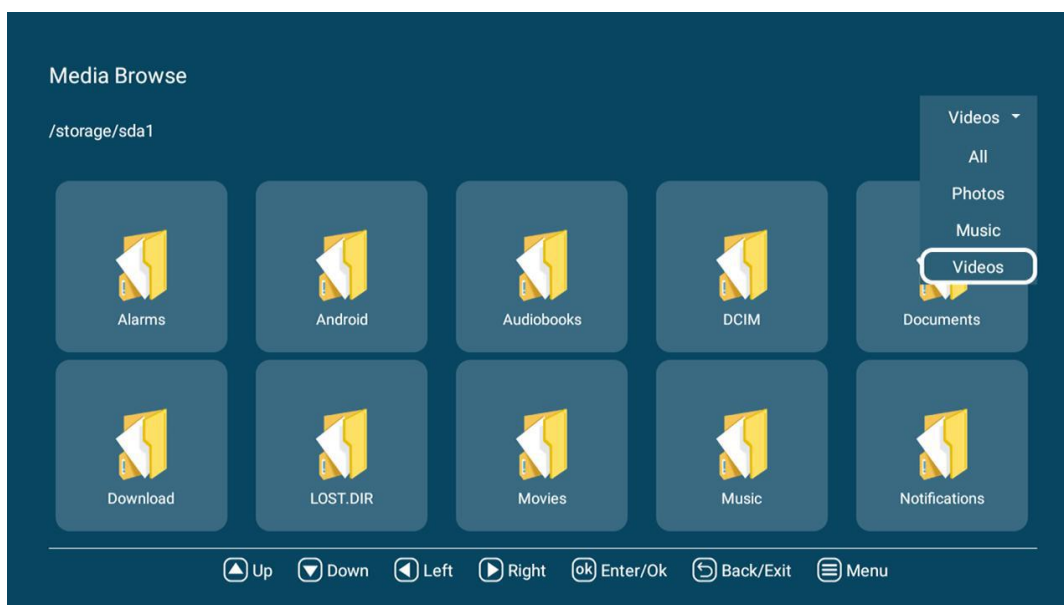 Media Browse
/storage/sda1
Videos
All
Photos
Music
Videos
Alarms
Android
Audiobooks
DCIM
Documents
Download
LOST.DIR
Movies
Music
Notifications
Up Down Left Right ok Enter/Ok Back/Exit Menu